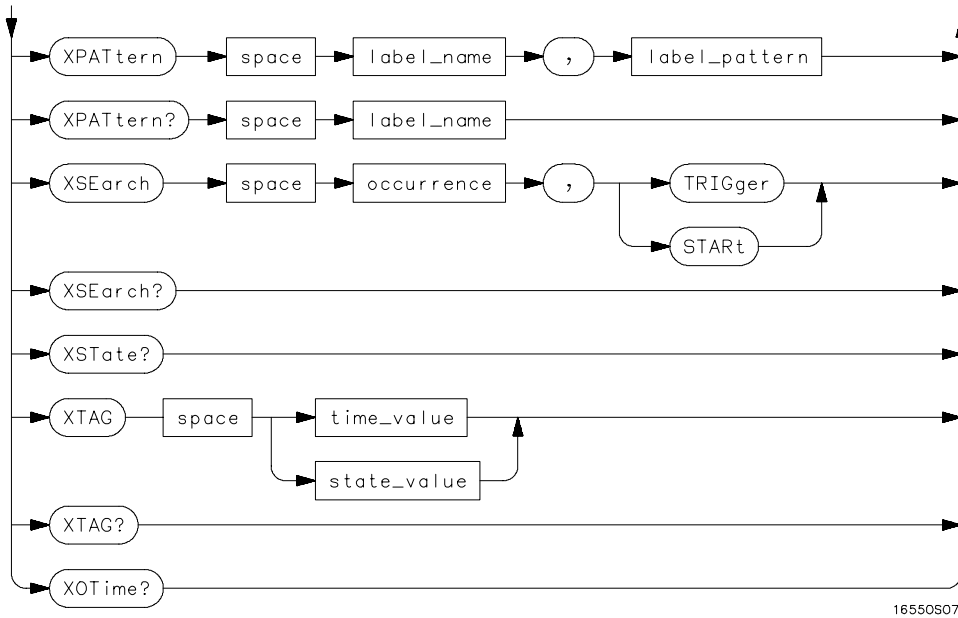 XPATtern space label_name , label_pattern
XPATtern? space label_name
XSEarch space occurrence , TRIGger
STARt
XSEarch?
XSTate?
XTAG space time_value
state_value
XTAG?
XOTime?
16550S07